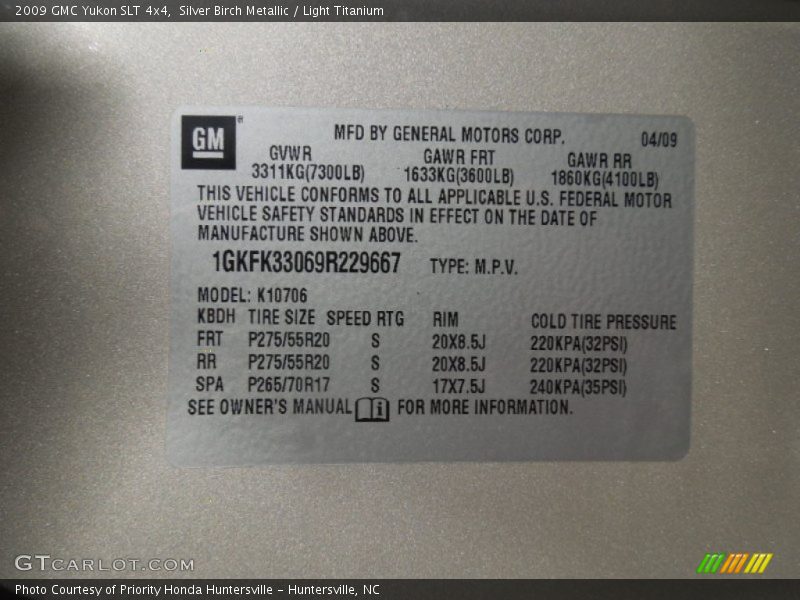 2009 GMC Yukon SLT 4x4, Silver Birch Metallic / Light Titanium
GM®
MFD BY GENERAL MOTORS CORP. 04/09
GVWR GAWR FRT GAWR RR
3311KG(7300LB) 1633KG(3600LB) 1860KG(4100LB)
THIS VEHICLE CONFORMS TO ALL APPLICABLE U.S. FEDERAL MOTOR
VEHICLE SAFETY STANDARDS IN EFFECT ON THE DATE OF
MANUFACTURE SHOWN ABOVE.
1GKFK33069R229667 TYPE: M.P.V.
MODEL: K10706
KBDH TIRE SIZE SPEED RTG RIM COLD TIRE PRESSURE
FRT P275/55R20 S 20X8.5J 220KPA(32PSI)
RR P275/55R20 S 20X8.5J 220KPA(32PSI)
SPA P265/70R17 S 17X7.5J 240KPA(35PSI)
SEE OWNER'S MANUAL i FOR MORE INFORMATION.
GTCARLOT.COM
Photo Courtesy of Priority Honda Huntersville – Huntersville, NC